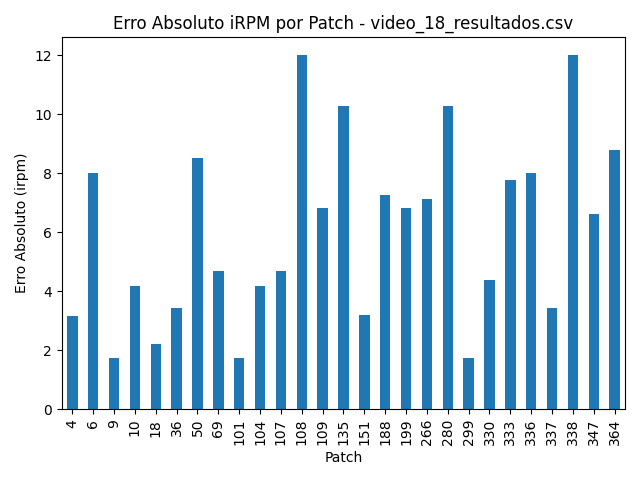 Erro Absoluto iRPM por Patch - video_18_resultados.csv
Erro Absoluto (irpm)
12
10
8
6
4
2
0
4 6 9 10 18 36 50 69 101 104 107 108 109 135 151 188 199 266 280 299 330 333 336 337 338 347 364
Patch